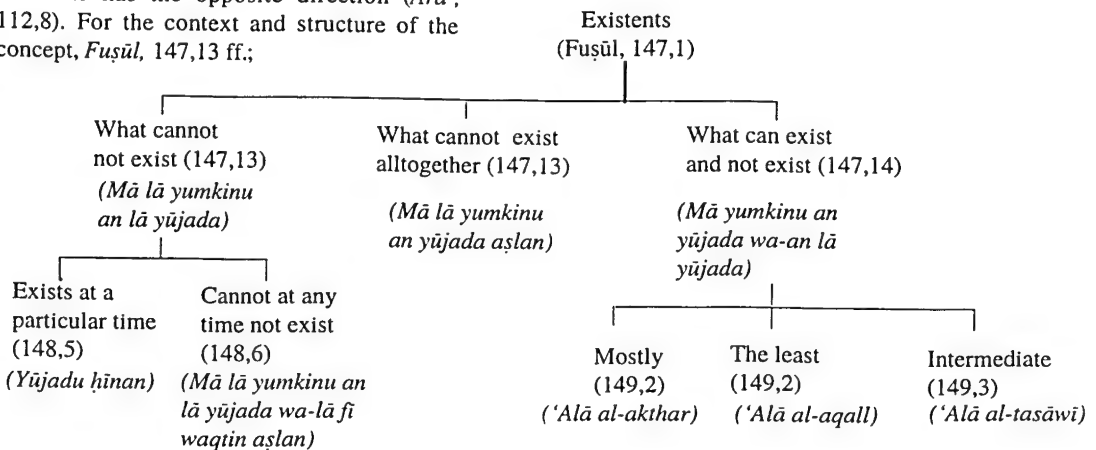 112,8). For the context and structure of the
concept, Fuṣūl, 147,13 ff.;
Existents
(Fuṣūl, 147,1)
What cannot
not exist (147,13)
(Mā lā yumkinu
an lā yūjada)
What cannot exist
alltogether (147,13)
(Mā lā yumkinu
an yūjada aṣlan)
What can exist
and not exist (147,14)
(Mā yumkinu an
yūjada wa-an lā
yūjada)
Exists at a
particular time
(148,5)
(Yūjadu ḥīnan)
Cannot at any
time not exist
(148,6)
(Mā lā yumkinu an
lā yūjada wa-lā fī
waqtin aṣlan)
Mostly
(149,2)
(‘Alā al-akthar)
The least
(149,2)
(‘Alā al-aqall)
Intermediate
(149,3)
(‘Alā al-tasāwī)